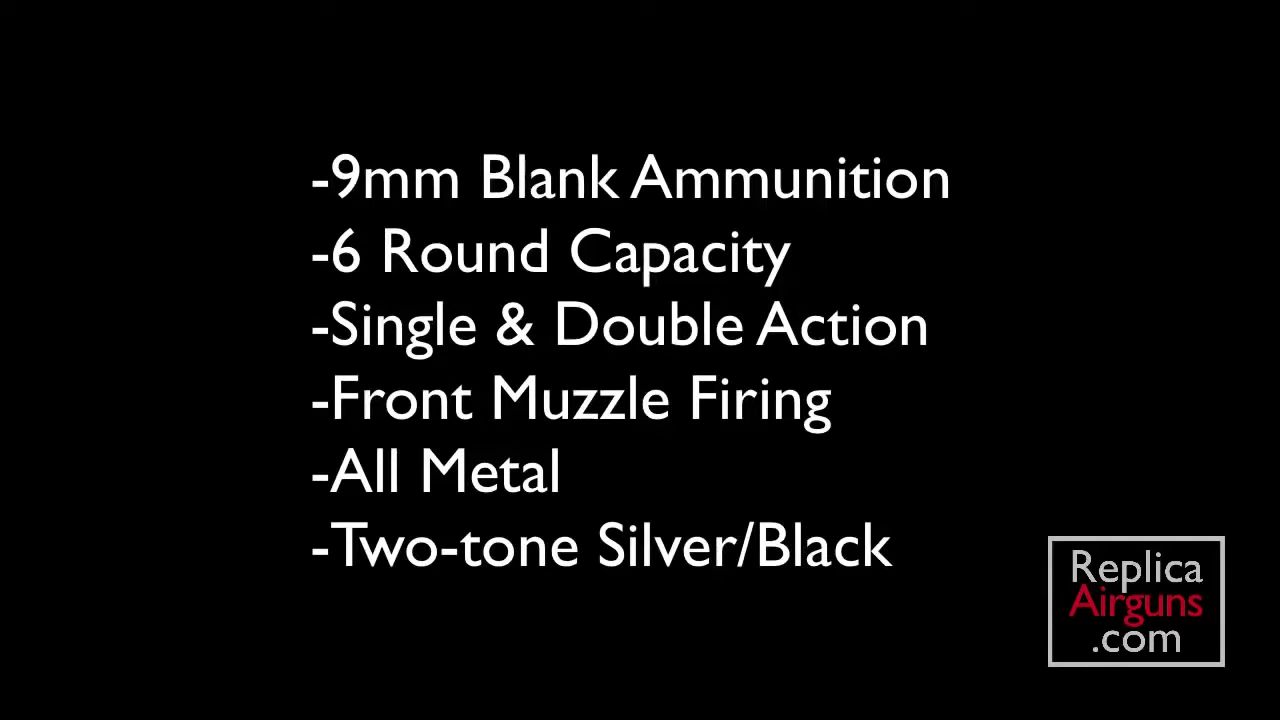 -9mm Blank Ammunition
-6 Round Capacity
-Single & Double Action
-Front Muzzle Firing
-All Metal
-Two-tone Silver/Black
Replica
Airguns
.com